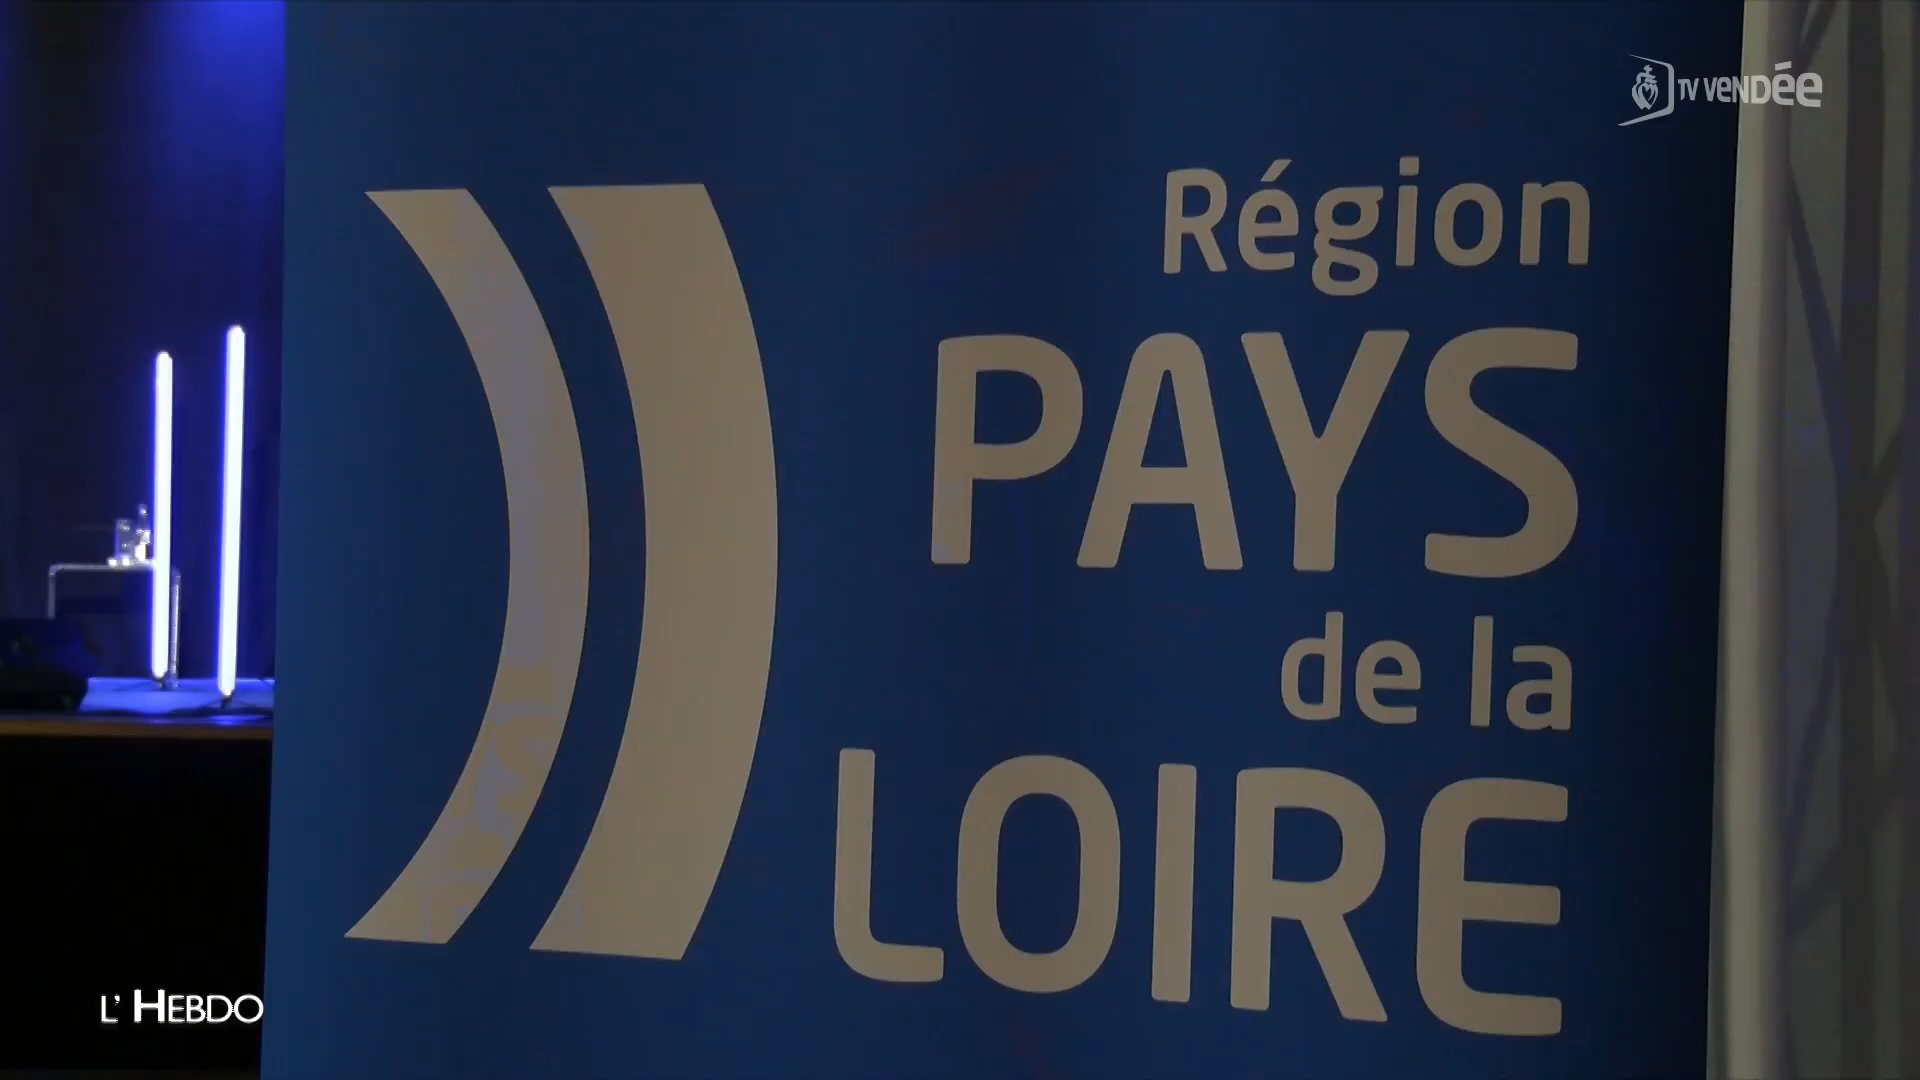 TV VENDÉE
Région
PAYS
de la
LOIRE
L'HEBDO